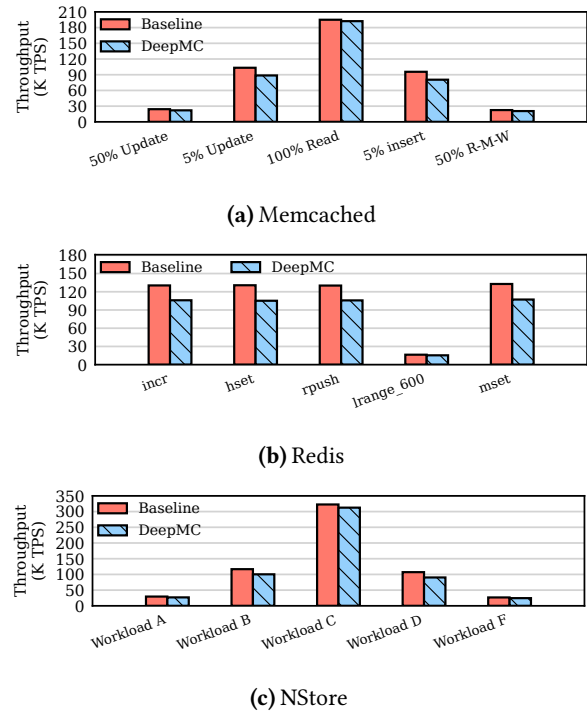 210
180
150
120
90
60
30
0
Throughput
(K TPS)
Baseline
DeepMC
50% Update
5% Update
100% Read
5% insert
50% R-M-W
(a) Memcached
180
150
120
90
60
30
0
Throughput
(K TPS)
Baseline
DeepMC
incr
hset
rpush
lrange_600
mset
(b) Redis
350
300
250
200
150
100
50
0
Throughput
(K TPS)
Baseline
DeepMC
Workload A
Workload B
Workload C
Workload D
Workload F
(c) NStore